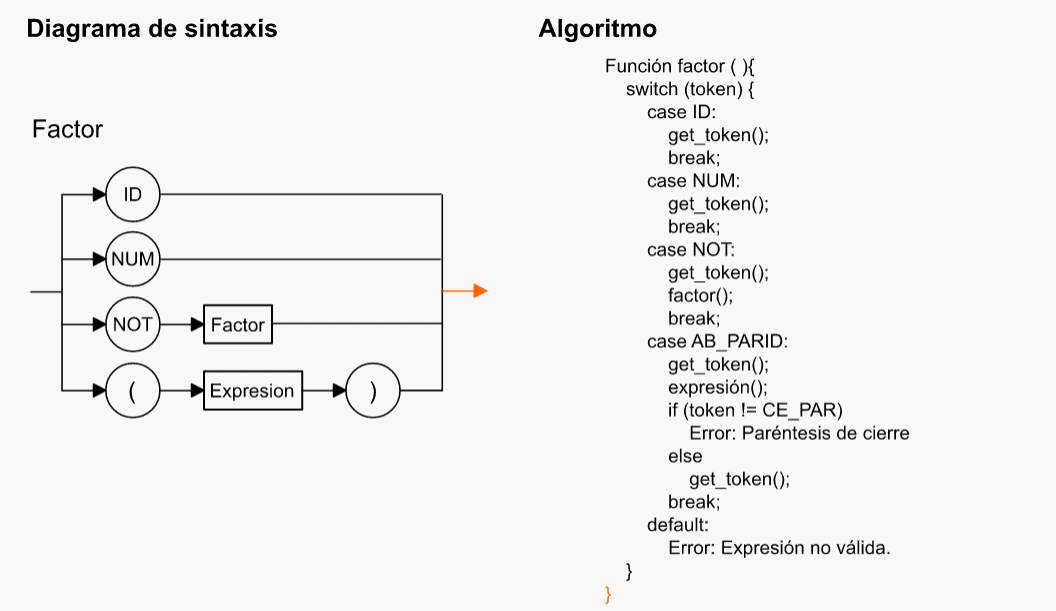 Diagrama de sintaxis
Factor
ID
NUM
NOT
Factor
(
Expresion
)
Algoritmo
Función factor ( ){
switch (token) {
case ID:
get_token();
break;
case NUM:
get_token();
break;
case NOT:
get_token();
factor();
break;
case AB_PARID:
get_token();
expresión();
if (token != CE_PAR)
Error: Paréntesis de cierre
else
get_token();
break;
default:
Error: Expresión no válida.
}
}